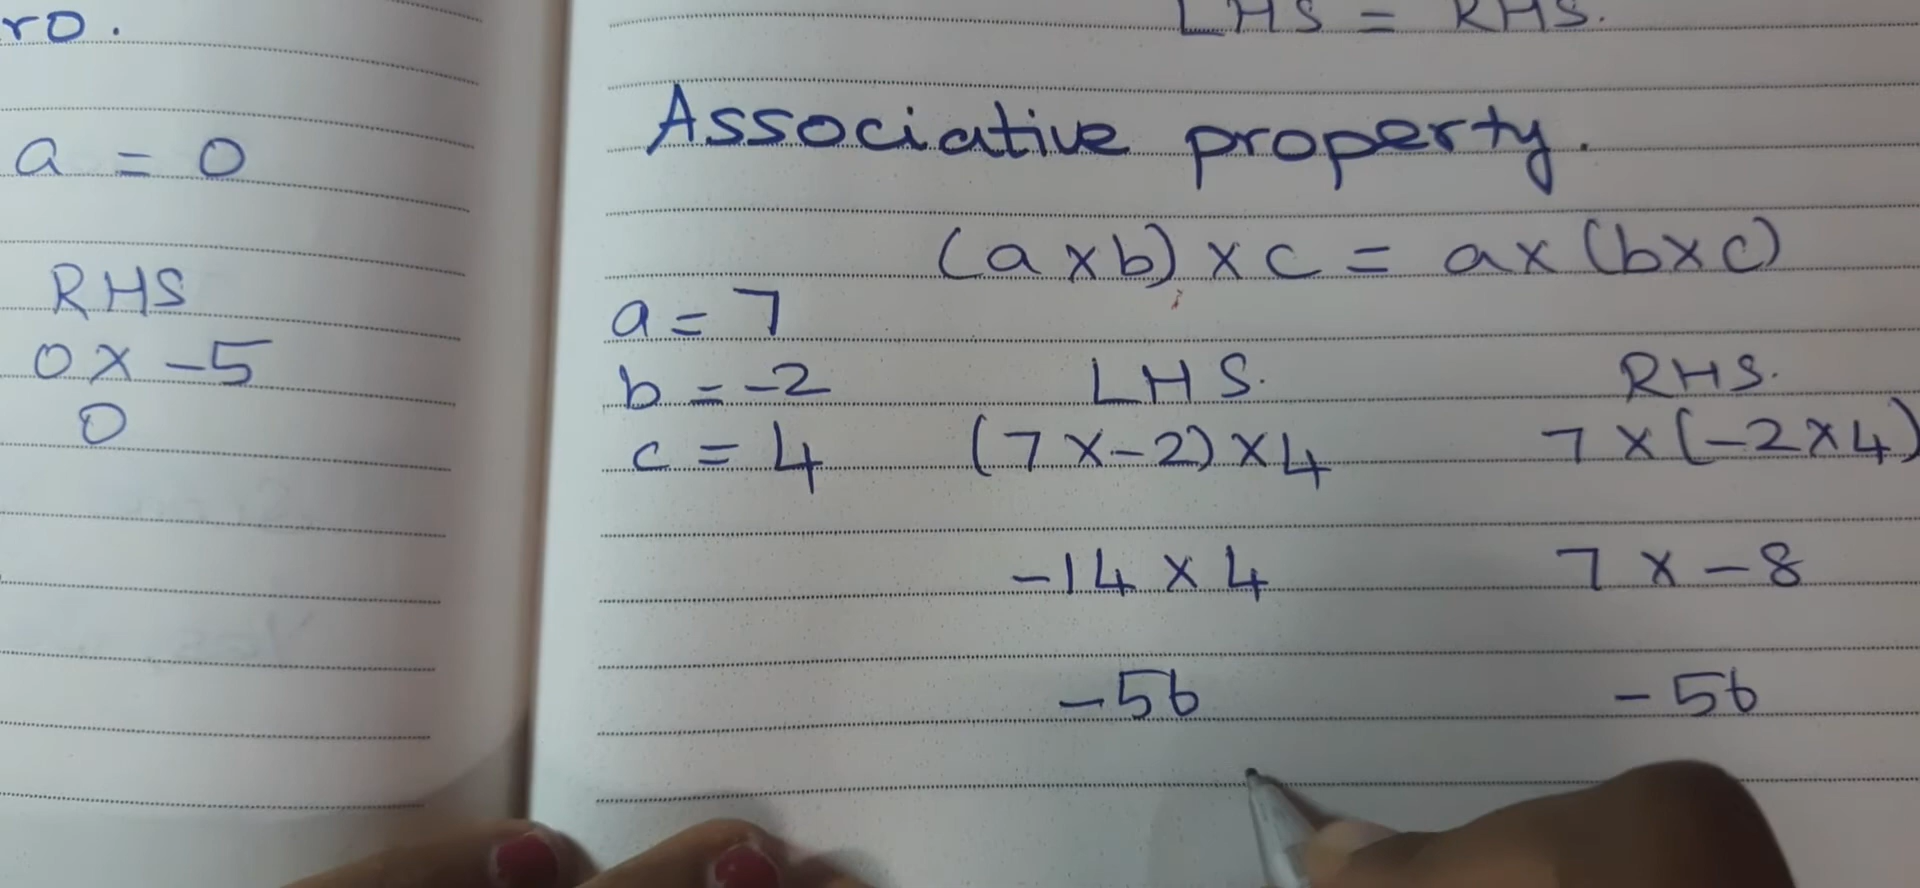 ro.
a = 0
RHS
0 x -5
0
LHS = RHS.
Associative property.
(a x b) x c = a x (b x c)
a = 7
b = -2 LHS. RHS.
c = 4 (7 x -2) x 4 7 x (-2 x 4)
-14 x 4 7 x -8
-56 -56